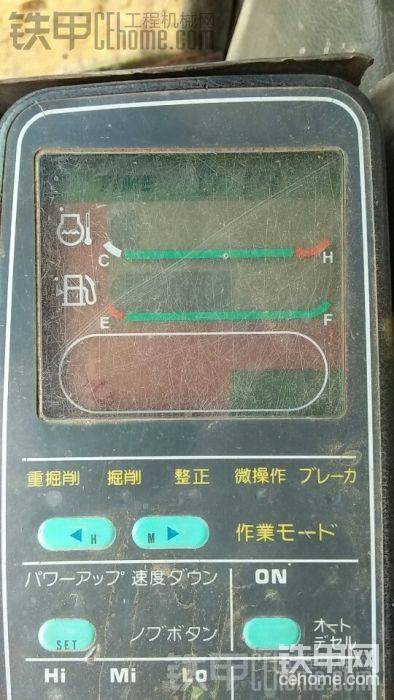 铁甲 工程机械网
CEhome.com
TIME
C H
E F
重掘削 掘削 整正 微操作 ブレーカ
H M 作業モード
パワーアップ 速度ダウン ON
SET ノブボタン オート
デセル
Hi Mi Lo
铁甲网
cehome.com